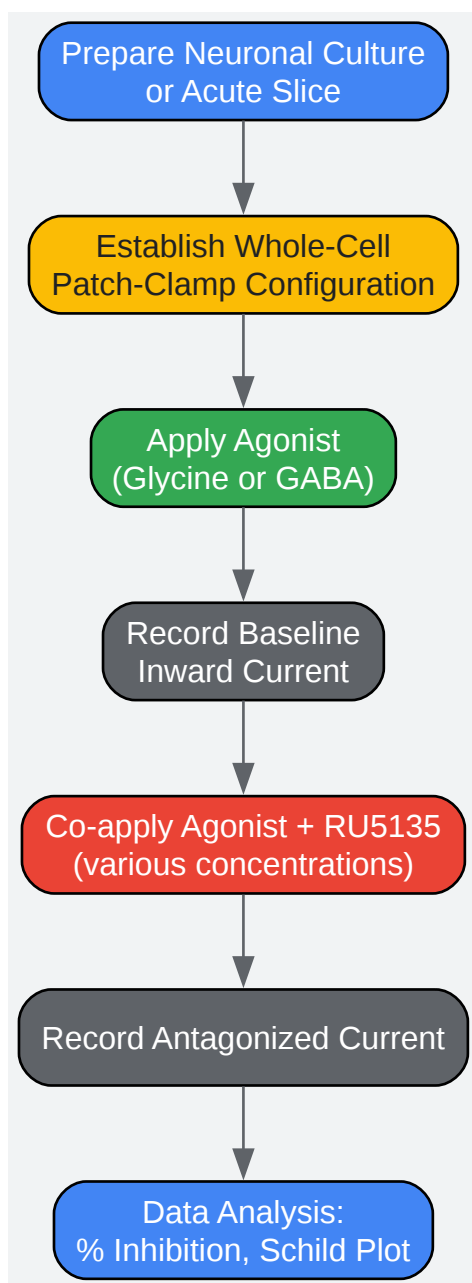 Prepare Neuronal Culture
or Acute Slice
Establish Whole-Cell
Patch-Clamp Configuration
Apply Agonist
(Glycine or GABA)
Record Baseline
Inward Current
Co-apply Agonist + RU5135
(various concentrations)
Record Antagonized Current
Data Analysis:
% Inhibition, Schild Plot